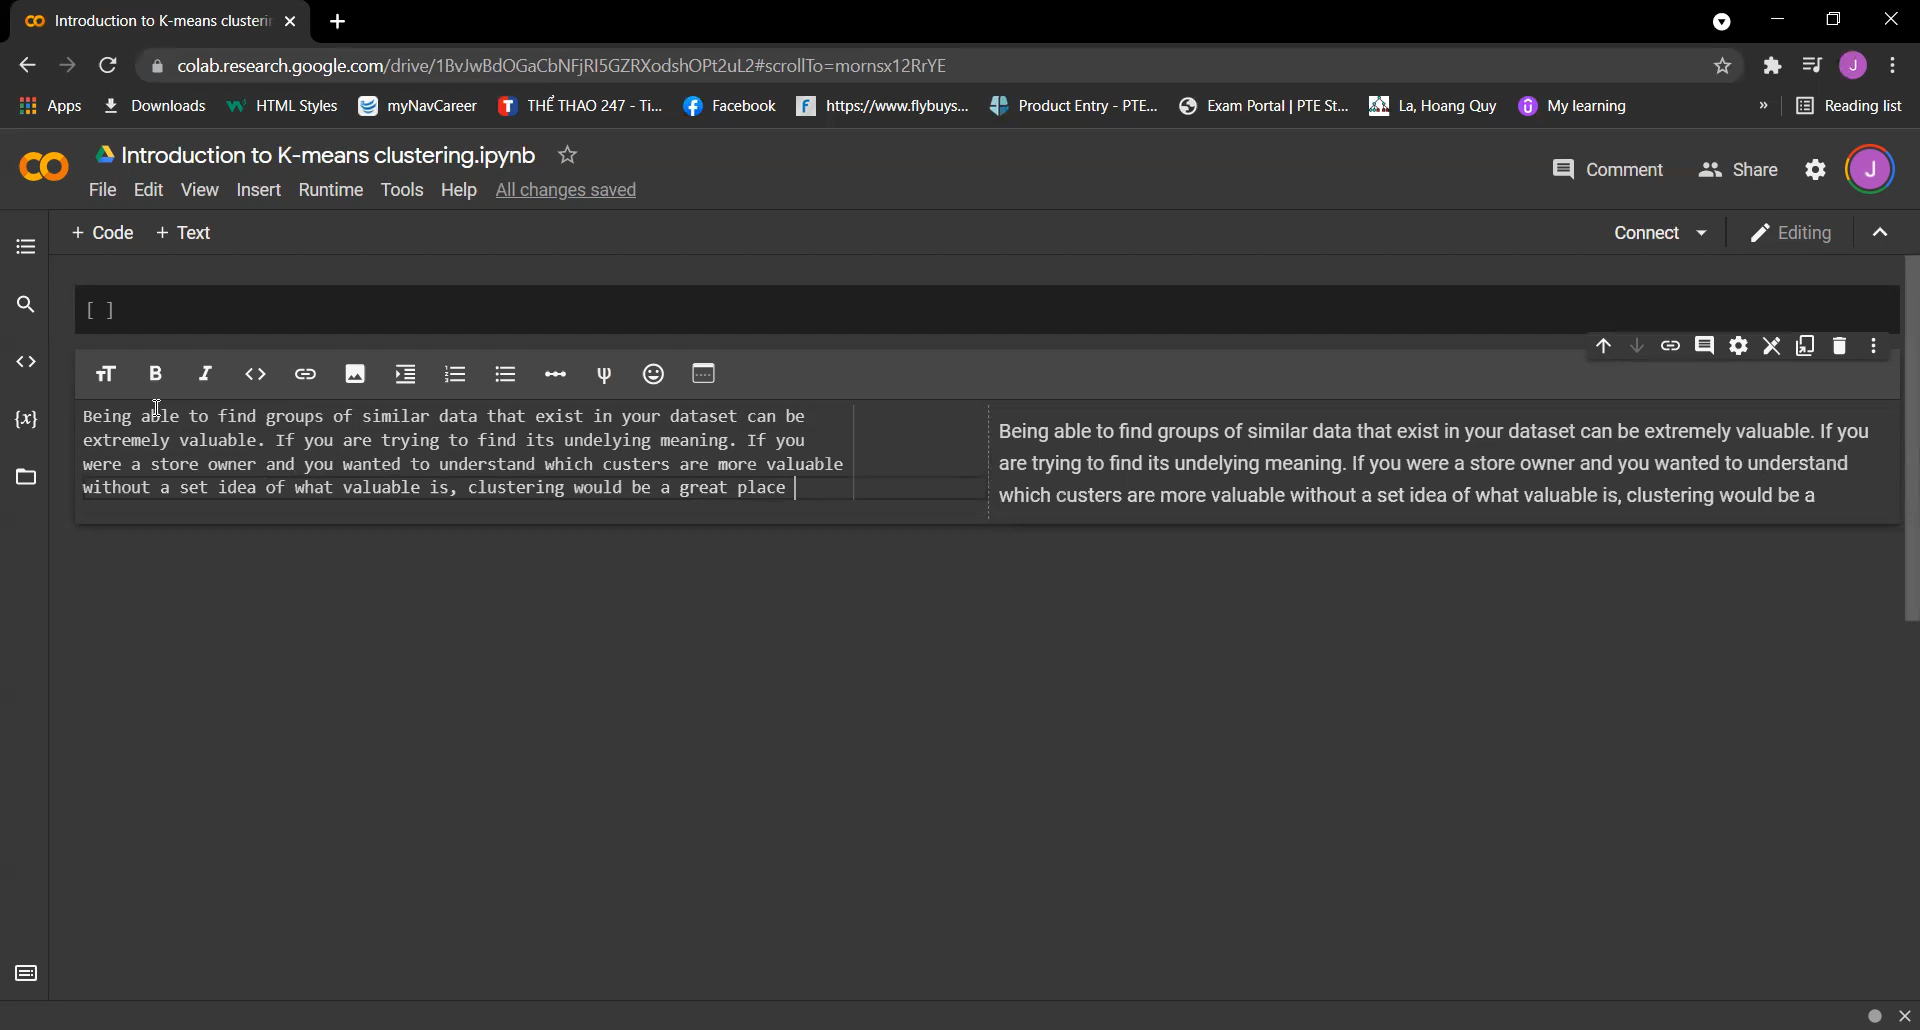 Introduction to K-means clusterin
colab.research.google.com/drive/1BvJwBdOGaCbNFjRI5GZRXodshOPt2uL2#scrollTo=mornsx12RrYE
J
Apps Downloads HTML Styles myNavCareer THỂ THAO 247 - Ti... Facebook https://www.flybuys... Product Entry - PTE... Exam Portal | PTE St... La, Hoang Quy My learning » Reading list
Introduction to K-means clustering.ipynb
Comment Share J
File Edit View Insert Runtime Tools Help All changes saved
+ Code + Text Connect Editing
[ ]
Being able to find groups of similar data that exist in your dataset can be
extremely valuable. If you are trying to find its undelying meaning. If you
were a store owner and you wanted to understand which custers are more valuable
without a set idea of what valuable is, clustering would be a great place
Being able to find groups of similar data that exist in your dataset can be extremely valuable. If you
are trying to find its undelying meaning. If you were a store owner and you wanted to understand
which custers are more valuable without a set idea of what valuable is, clustering would be a